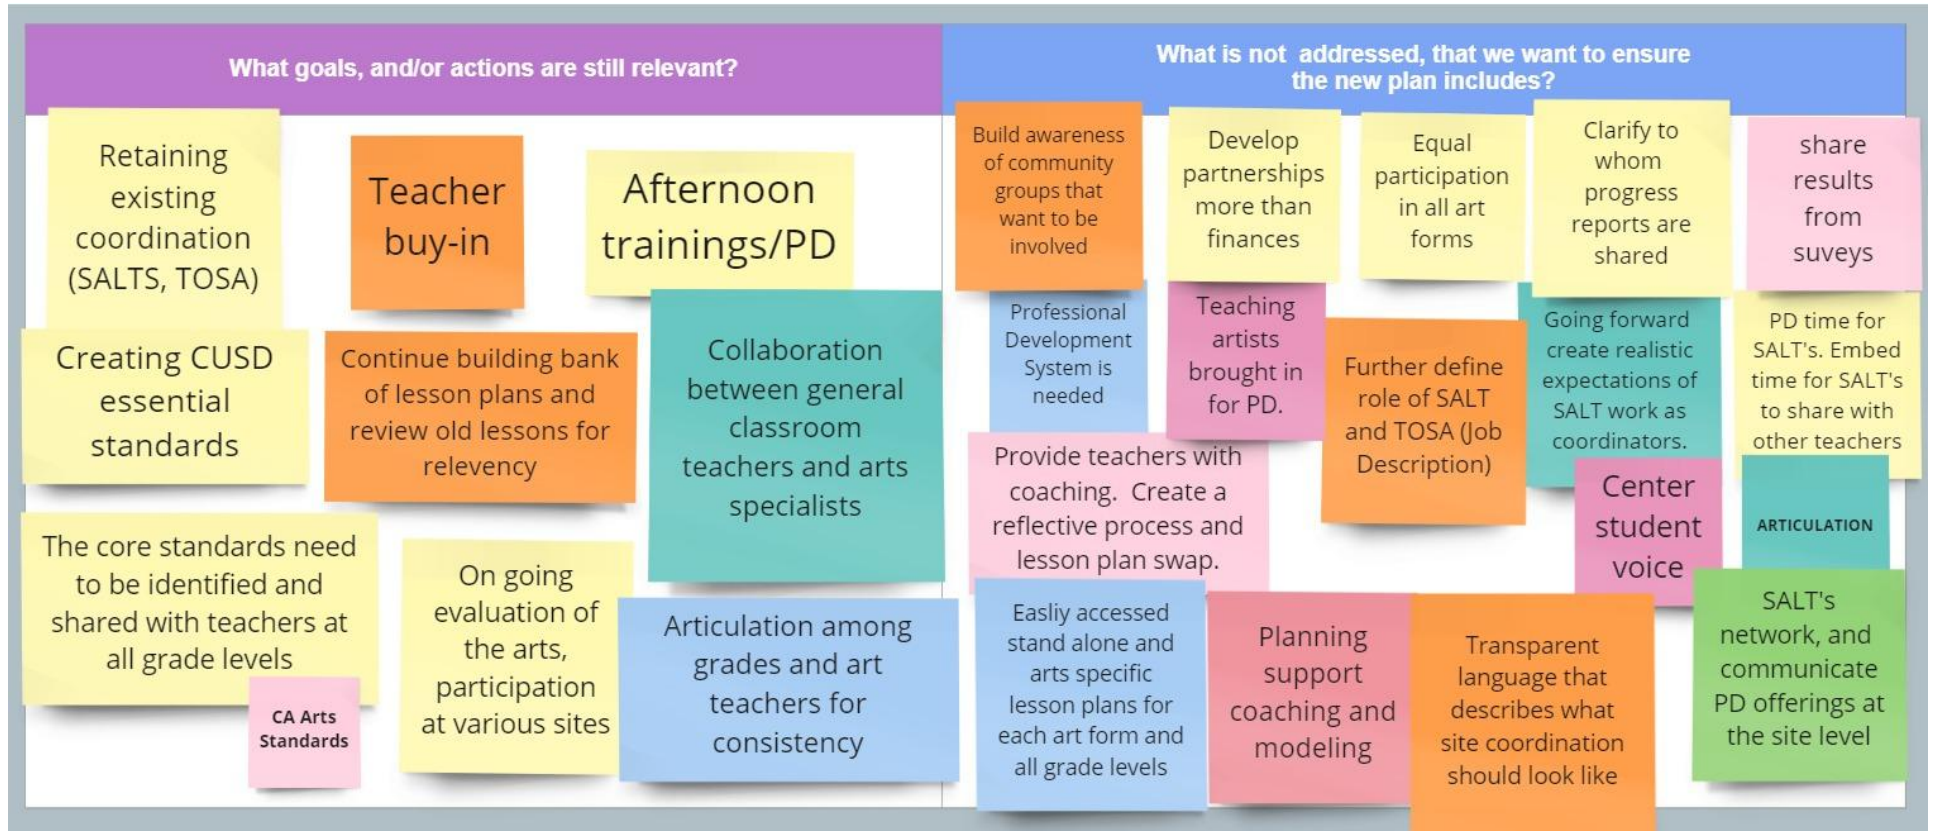 What goals, and/or actions are still relevant?
Retaining
existing
coordination
(SALTS, TOSA)
Teacher
buy-in
Afternoon
trainings/PD
Creating CUSD
essential
standards
Continue building bank
of lesson plans and
review old lessons for
relevency
Collaboration
between general
classroom
teachers and arts
specialists
The core standards need
to be identified and
shared with teachers at
all grade levels
CA Arts
Standards
On going
evaluation of
the arts,
participation
at various sites
Articulation among
grades and art
teachers for
consistency
What is not addressed, that we want to ensure
the new plan includes?
Build awareness
of community
groups that
want to be
involved
Develop
partnerships
more than
finances
Equal
participation
in all art
forms
Clarify to
whom
progress
reports are
shared
share
results
from
suveys
Professional
Development
System is
needed
Teaching
artists
brought in
for PD.
Further define
role of SALT
and TOSA (Job
Description)
Going forward
create realistic
expectations of
SALT work as
coordinators.
PD time for
SALT's. Embed
time for SALT's
to share with
other teachers
Provide teachers with
coaching. Create a
reflective process and
lesson plan swap.
Center
student
voice
ARTICULATION
Easliy accessed
stand alone and
arts specific
lesson plans for
each art form and
all grade levels
Planning
support
coaching and
modeling
Transparent
language that
describes what
site coordination
should look like
SALT's
network, and
communicate
PD offerings at
the site level